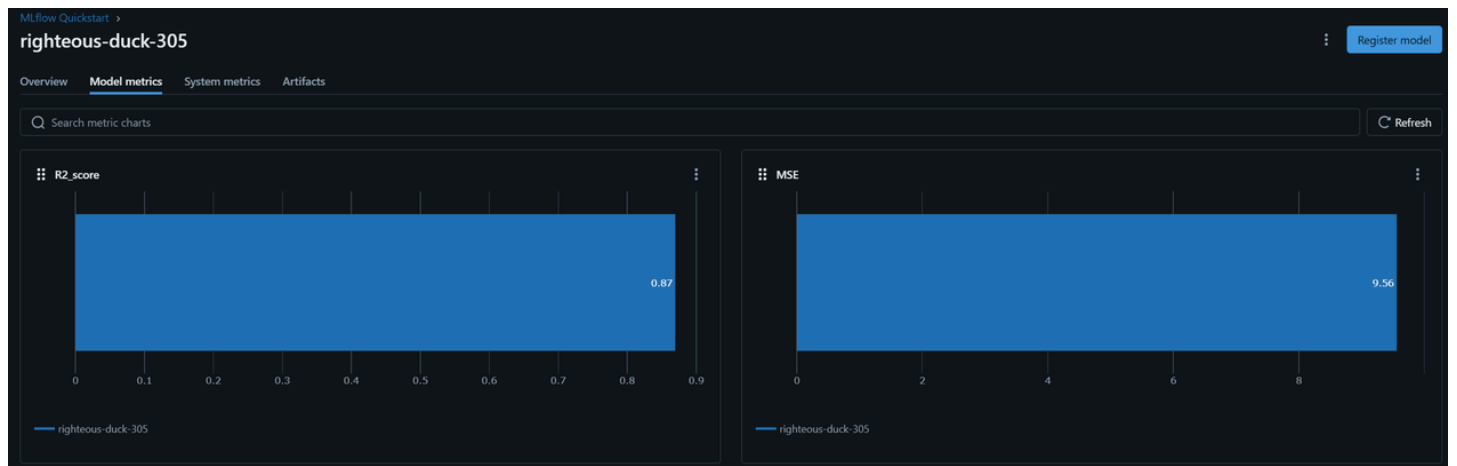 MLflow Quickstart ›
righteous-duck-305
Register model
Overview Model metrics System metrics Artifacts
Search metric charts
Refresh
R2_score
0.87
0 0.1 0.2 0.3 0.4 0.5 0.6 0.7 0.8 0.9
righteous-duck-305
MSE
9.56
0 2 4 6 8
righteous-duck-305